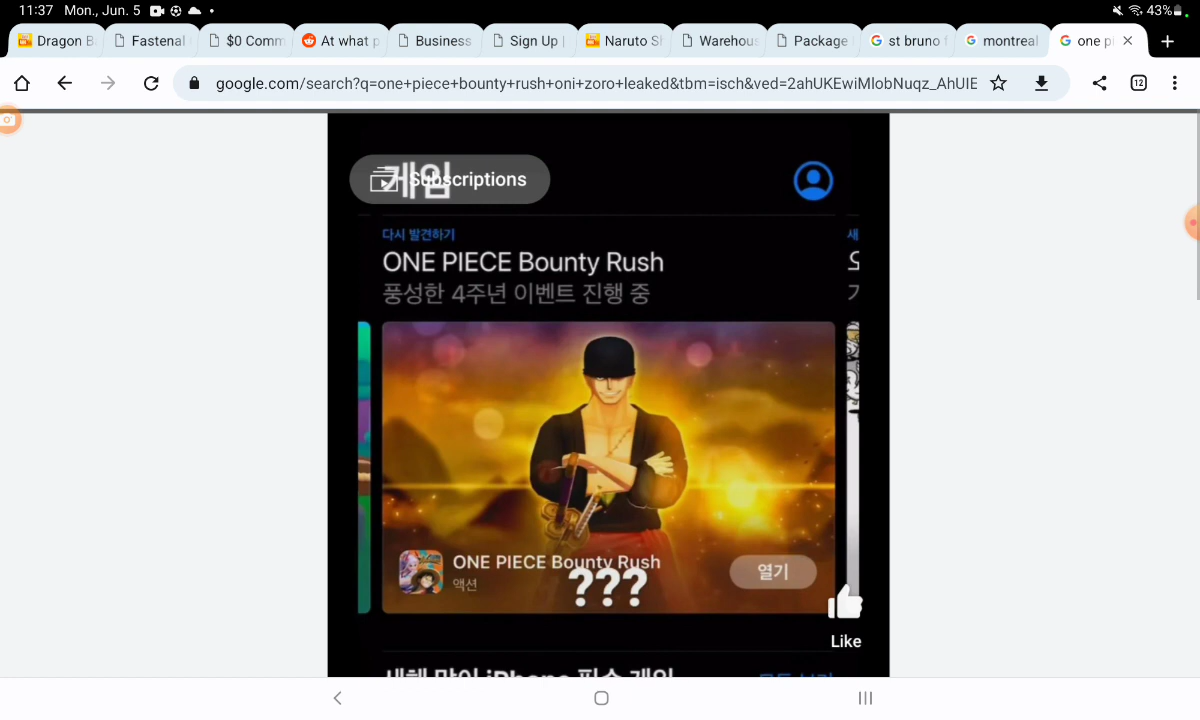 11:37 Mon, Jun. 5
43%
Dragon B
Fastenal
$0 Comm
At what p
Business
Sign Up |
Naruto Sh
Warehous
Package
st bruno f
montreal
one pi
google.com/search?q=one+piece+bounty+rush+oni+zoro+leaked&tbm=isch&ved=2ahUKEwiMlobNuqz_AhUIE
12
게임
Subscriptions
다시 발견하기
새
ONE PIECE Bounty Rush
풍성한 4주년 이벤트 진행 중
ONE PIECE Bounty Rush
액션
열기
???
Like